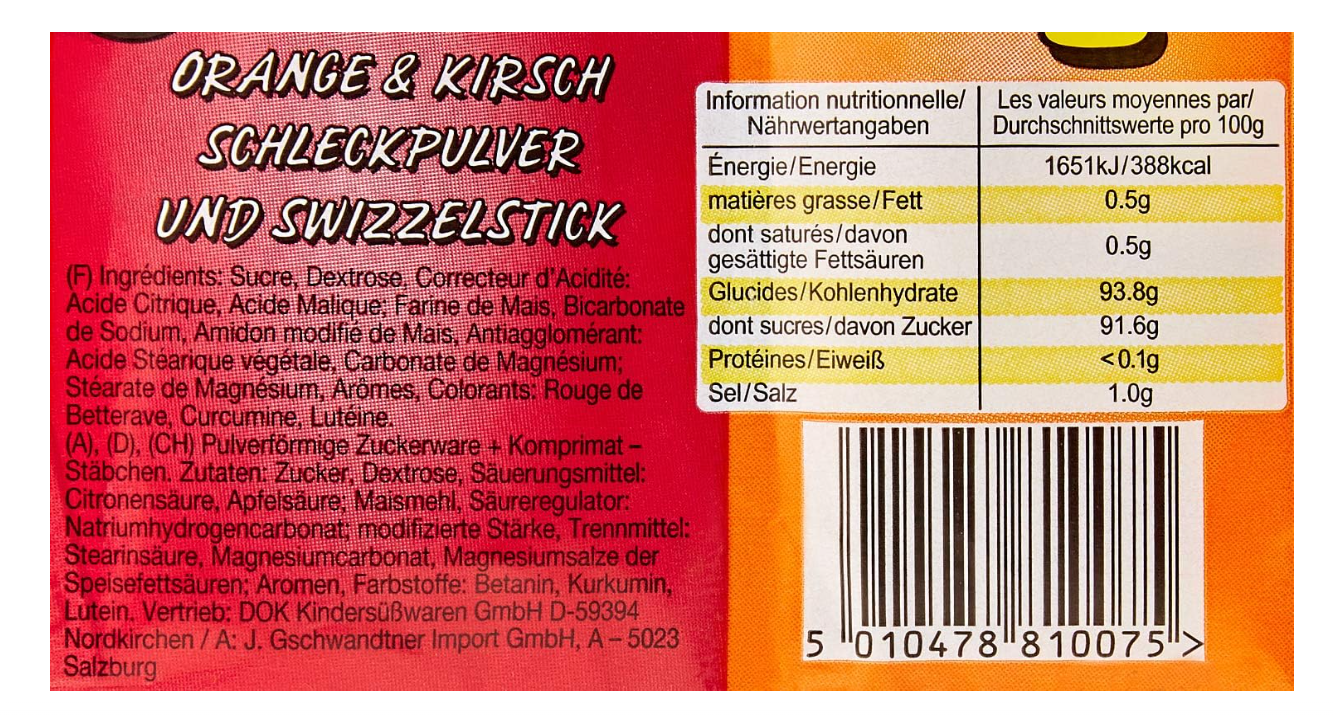 ORANGE & KIRSCH
SCHLECKPULVER
UND SWIZZELSTICK
(F) Ingrédients: Sucre, Dextrose, Correcteur d'Acidité:
Acide Citrique, Acide Malique; Farine de Mais, Bicarbonate
de Sodium, Amidon modifié de Mais, Antiagglomérant:
Acide Stéarique végétale, Carbonate de Magnésium;
Stéarate de Magnésium, Arômes, Colorants: Rouge de
Betterave, Curcumine, Lutéine.
(A), (D), (CH) Pulverförmige Zuckerware + Komprimat –
Stäbchen. Zutaten: Zucker, Dextrose, Säuerungsmittel:
Citronensäure, Apfelsäure, Maismehl, Säureregulator:
Natriumhydrogencarbonat; modifizierte Stärke, Trennmittel:
Stearinsäure, Magnesiumcarbonat, Magnesiumsalze der
Speisefettsäuren; Aromen, Farbstoffe: Betanin, Kurkumin,
Lutein. Vertrieb: DOK Kindersüßwaren GmbH D-59394
Nordkirchen / A: J. Gschwandtner Import GmbH, A – 5023
Salzburg
Information nutritionnelle/ Les valeurs moyennes par/
Nährwertangaben Durchschnittswerte pro 100g
Énergie/Energie 1651kJ/388kcal
matières grasse/Fett 0.5g
dont saturés/davon
gesättigte Fettsäuren 0.5g
Glucides/Kohlenhydrate 93.8g
dont sucres/davon Zucker 91.6g
Protéines/Eiweiß <0.1g
Sel/Salz 1.0g
5 010478 810075 >